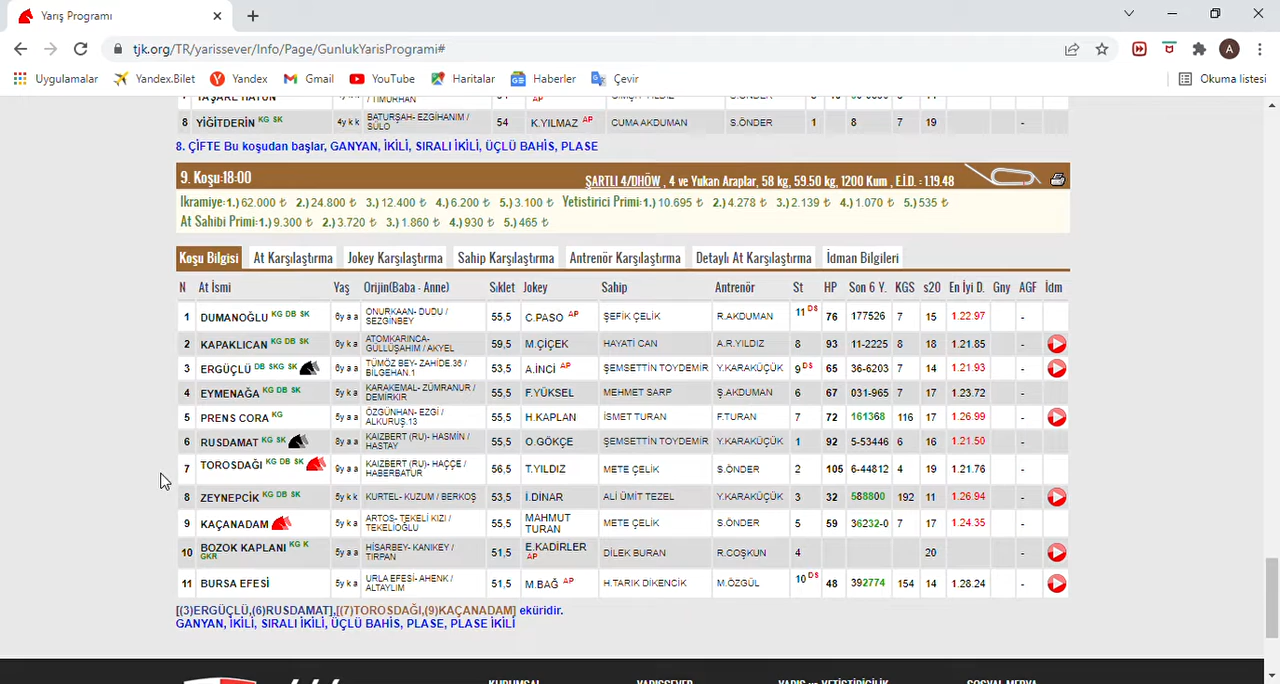 Yarış Programı
tjk.org/TR/yarissever/Info/Page/GunlukYarisProgrami#
A
Uygulamalar Yandex.Bilet Yandex Gmail YouTube Haritalar Haberler Çevir Okuma listesi
/ TIMURHAN AP
8 YİĞİTDERİN KG SK 4y k k BATURŞAH- EZGİHANIM / SÜLO 54 K.YILMAZ AP CUMA AKDUMAN S.ÖNDER 1 8 7 19 -
8. ÇİFTE Bu koşudan başlar, GANYAN, İKİLİ, SIRALI İKİLİ, ÜÇLÜ BAHİS, PLASE
9. Koşu:18:00 ŞARTLI 4/DHÖW , 4 ve Yukarı Araplar, 58 kg, 59.50 kg, 1200 Kum , E.İ.D. : 1.19.48
Ikramiye:1.) 62.000 ₺ 2.) 24.800 ₺ 3.) 12.400 ₺ 4.) 6.200 ₺ 5.) 3.100 ₺ Yetistirici Primi:1.) 10.695 ₺ 2.) 4.278 ₺ 3.) 2.139 ₺ 4.) 1.070 ₺ 5.) 535 ₺
At Sahibi Primi:1.) 9.300 ₺ 2.) 3.720 ₺ 3.) 1.860 ₺ 4.) 930 ₺ 5.) 465 ₺
Koşu Bilgisi At Karşılaştırma Jokey Karşılaştırma Sahip Karşılaştırma Antrenör Karşılaştırma Detaylı At Karşılaştırma İdman Bilgileri
N At İsmi Yaş Orijin(Baba - Anne) Sıklet Jokey Sahip Antrenör St HP Son 6 Y. KGS s20 En İyi D. Gny AGF İdm
1 DUMANOĞLU KG DB SK 6y a a ONURKAAN- DUDU / SEZGİNBEY 55,5 C.PASO AP ŞEFİK ÇELİK R.AKDUMAN 11 DS 76 177526 7 15 1.22.97 -
2 KAPAKLICAN KG DB SK 6y k a ATOMKARINCA- GÜLLÜŞAHIM / AKYEL 59,5 M.ÇİÇEK HAYATİ CAN A.R.YILDIZ 8 93 11-2225 8 18 1.21.85 -
3 ERGÜÇLÜ DB SKG SK 6y a a TÜMÖZ BEY- ZAHİDE.36 / BİLGEHAN.1 53,5 A.İNCİ AP ŞEMSETTİN TOYDEMİR Y.KARAKÜÇÜK 9 DS 65 36-6203 7 14 1.21.93 -
4 EYMENAĞA KG DB SK 5y k a KARAKEMAL- ZÜMRANUR / DEMİRKIR 55,5 F.YÜKSEL MEHMET SARP Ş.AKDUMAN 6 67 031-965 7 17 1.23.72 -
5 PRENS CORA KG 5y a a ÖZGÜNHAN- EZGİ / ALKURUŞ.13 55,5 H.KAPLAN İSMET TURAN F.TURAN 7 72 161368 116 17 1.26.99 -
6 RUSDAMAT KG SK 8y a a KAIZBERT (RU)- HASMİN / HASTAY 55,5 O.GÖKÇE ŞEMSETTİN TOYDEMİR Y.KARAKÜÇÜK 1 92 5-53446 6 16 1.21.50 -
7 TOROSDAĞI KG DB SK 9y a a KAIZBERT (RU)- HAÇÇE / HABERBATUR 56,5 T.YILDIZ METE ÇELİK S.ÖNDER 2 105 6-44812 4 19 1.21.76 -
8 ZEYNEPCİK KG DB SK 5y k k KURTEL- KUZUM / BERKOŞ 53,5 İ.DİNAR ALİ ÜMİT TEZEL Y.KARAKÜÇÜK 3 32 588800 192 11 1.26.94 -
9 KAÇANADAM 5y k a ARTOS- TEKELİ KIZI / TEKELİOĞLU 55,5 MAHMUT TURAN METE ÇELİK S.ÖNDER 5 59 36232-0 7 17 1.24.35 -
10 BOZOK KAPLANI KG K GKR 5y a a HİSARBEY- KANIKEY / TIRPAN 51,5 E.KADİRLER AP DİLEK BURAN R.COŞKUN 4 20 -
11 BURSA EFESİ 5y k a URLA EFESİ- AHENK / ALTAYLIM 51,5 M.BAĞ AP H.TARIK DİKENCİK M.ÖZGÜL 10 DS 48 392774 154 14 1.28.24 -
[(3)ERGÜÇLÜ,(6)RUSDAMAT],[(7)TOROSDAĞI,(9)KAÇANADAM] eküridir.
GANYAN, İKİLİ, SIRALI İKİLİ, ÜÇLÜ BAHİS, PLASE, PLASE İKİLİ
KURUMSAL YARIŞSEVER YARIŞ ve YETİŞTİRİCİLİK SOSYAL MEDYA